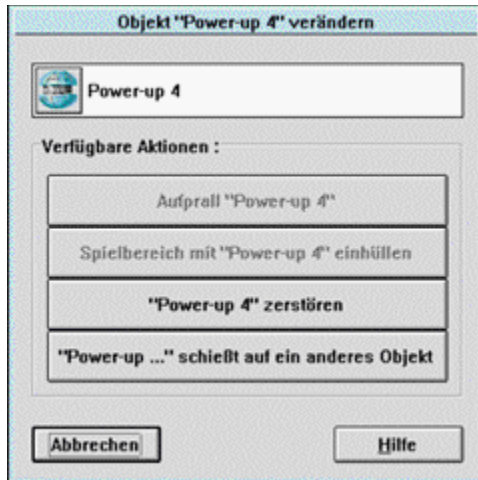 Objekt "Power-up 4" verändern
Power-up 4
Verfügbare Aktionen :
Aufprall "Power-up 4"
Spielbereich mit "Power-up 4" einhüllen
"Power-up 4" zerstören
"Power-up ..." schießt auf ein anderes Objekt
Abbrechen
Hilfe